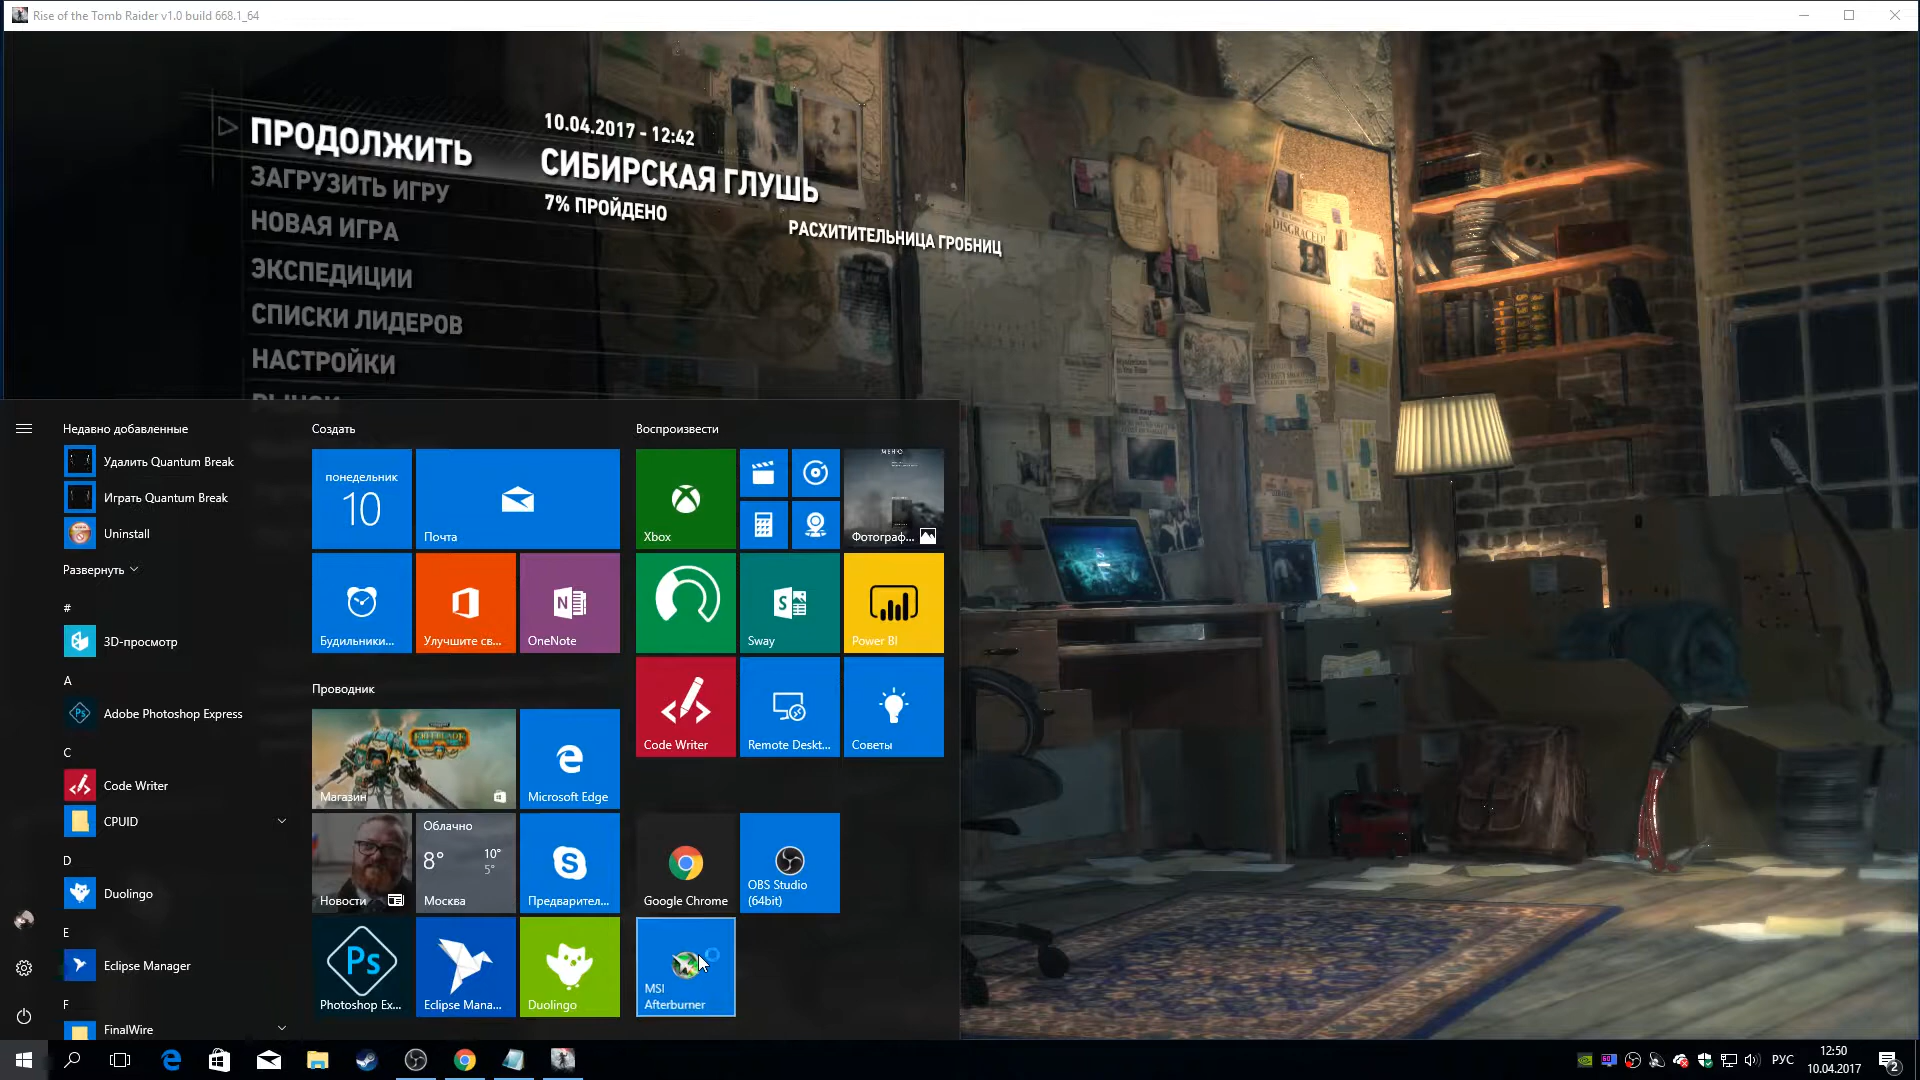 Rise of the Tomb Raider v1.0 build 668.1_64
ПРОДОЛЖИТЬ
ЗАГРУЗИТЬ ИГРУ
НОВАЯ ИГРА
ЭКСПЕДИЦИИ
СПИСКИ ЛИДЕРОВ
НАСТРОЙКИ
10.04.2017 - 12:42
СИБИРСКАЯ ГЛУШЬ
7% ПРОЙДЕНО
РАСХИТИТЕЛЬНИЦА ГРОБНИЦ
DISGRACED
Недавно добавленные
Удалить Quantum Break
Играть Quantum Break
Uninstall
Развернуть
#
3D-просмотр
A
Adobe Photoshop Express
C
Code Writer
CPUID
D
Duolingo
E
Eclipse Manager
F
FinalWire
Создать
понедельник
10
Почта
Будильники...
Улучшите св...
OneNote
Проводник
Магазин
Microsoft Edge
Новости
Облачно
8°
10°
5°
Москва
Предварител...
Photoshop Ex...
Eclipse Mana...
Duolingo
Воспроизвести
Xbox
МЕНЮ
Фотограф...
Sway
Power BI
Code Writer
Remote Deskt...
Советы
Google Chrome
OBS Studio
(64bit)
MSI
Afterburner
РУС
12:50
10.04.2017
2